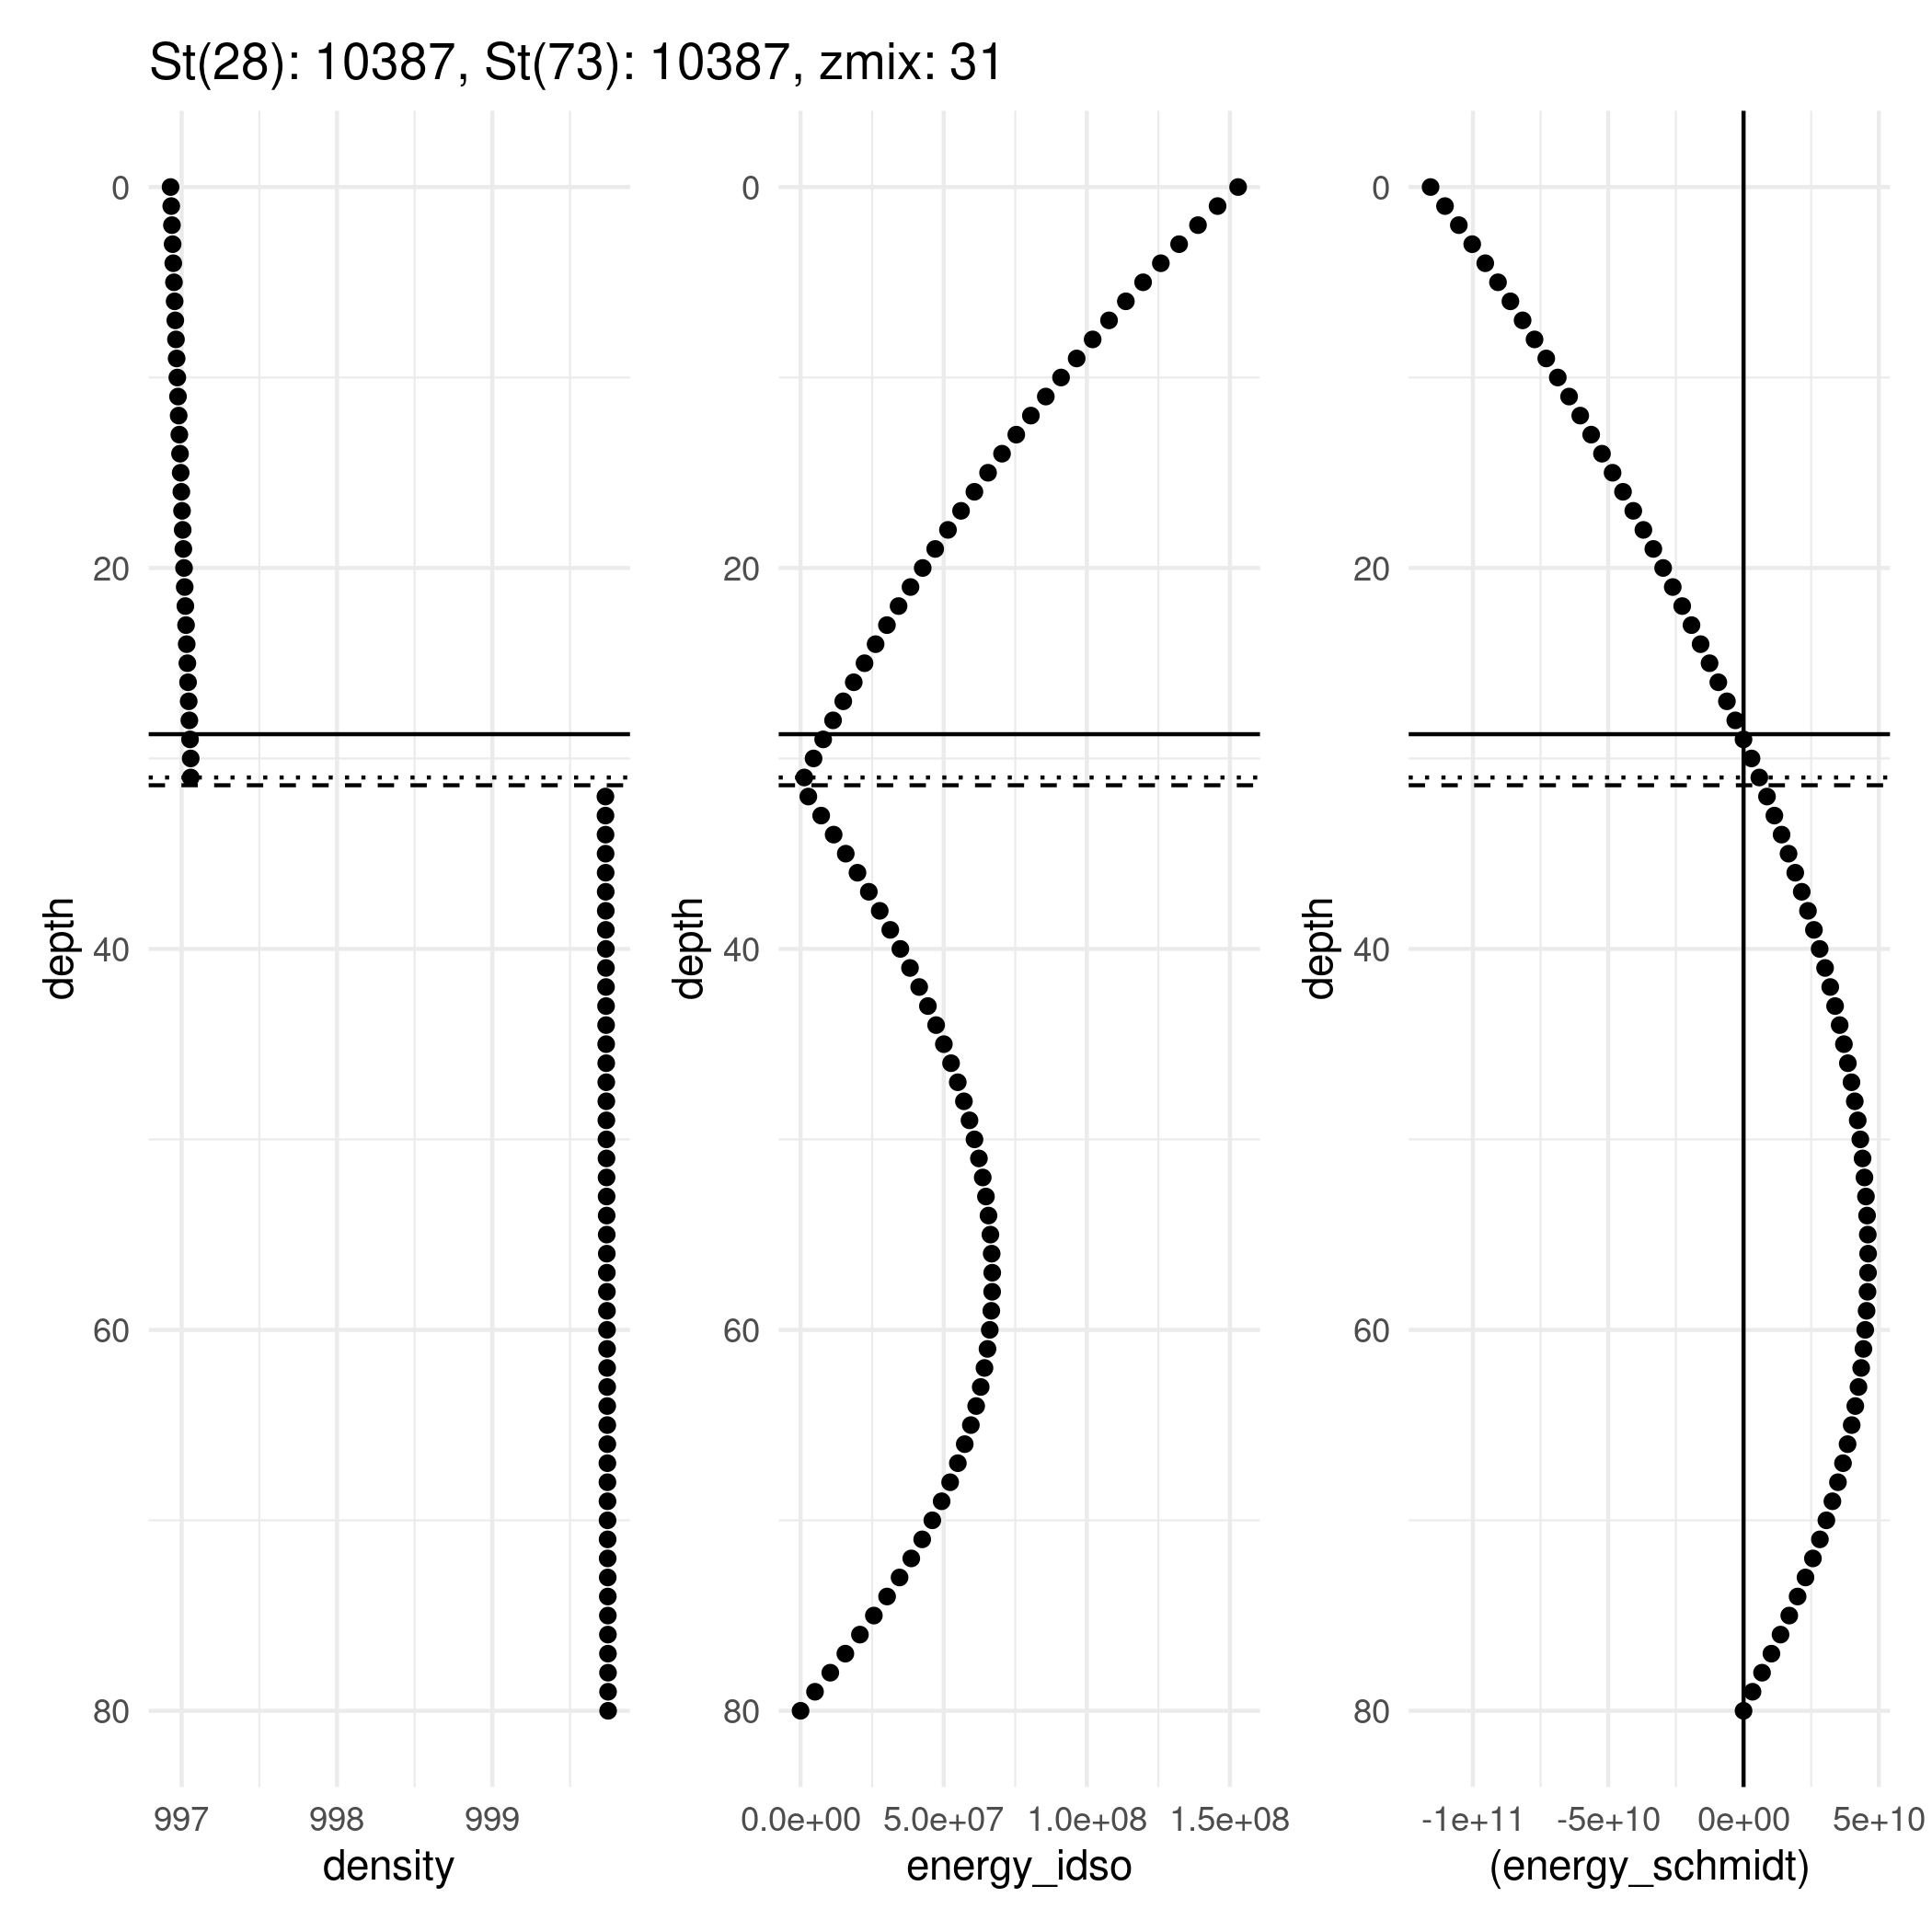 St(28): 10387, St(73): 10387, zmix: 31
0
20
40
60
80
depth
997 998 999
density
0
20
40
60
80
depth
0.0e+00 5.0e+07 1.0e+08 1.5e+08
energy_idso
0
20
40
60
80
depth
-1e+11 -5e+10 0e+00 5e+10
(energy_schmidt)